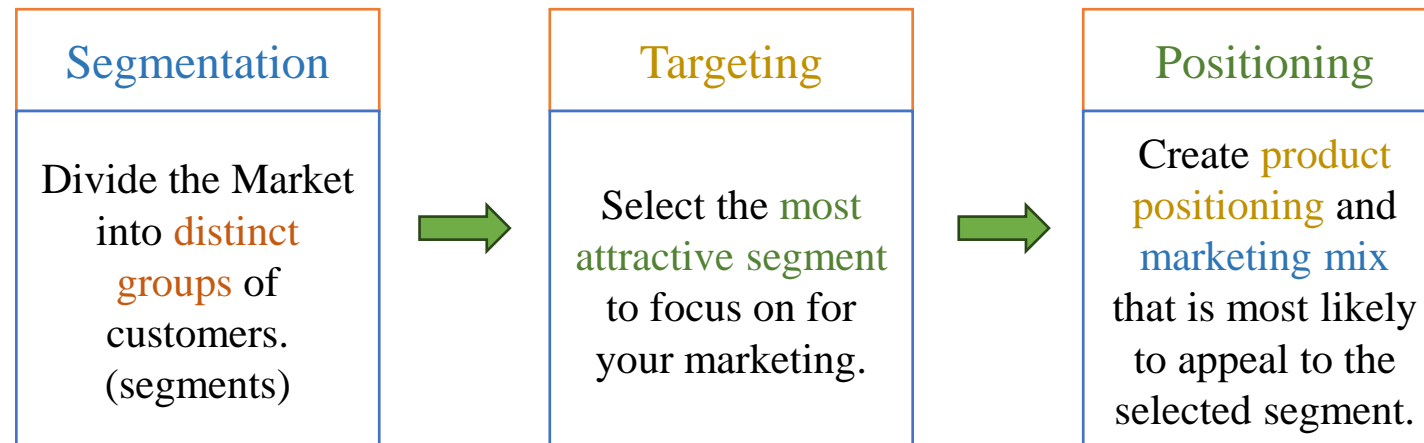 Segmentation
Divide the Market
into distinct
groups of
customers.
(segments)
Targeting
Select the most
attractive segment
to focus on for
your marketing.
Positioning
Create product
positioning and
marketing mix
that is most likely
to appeal to the
selected segment.